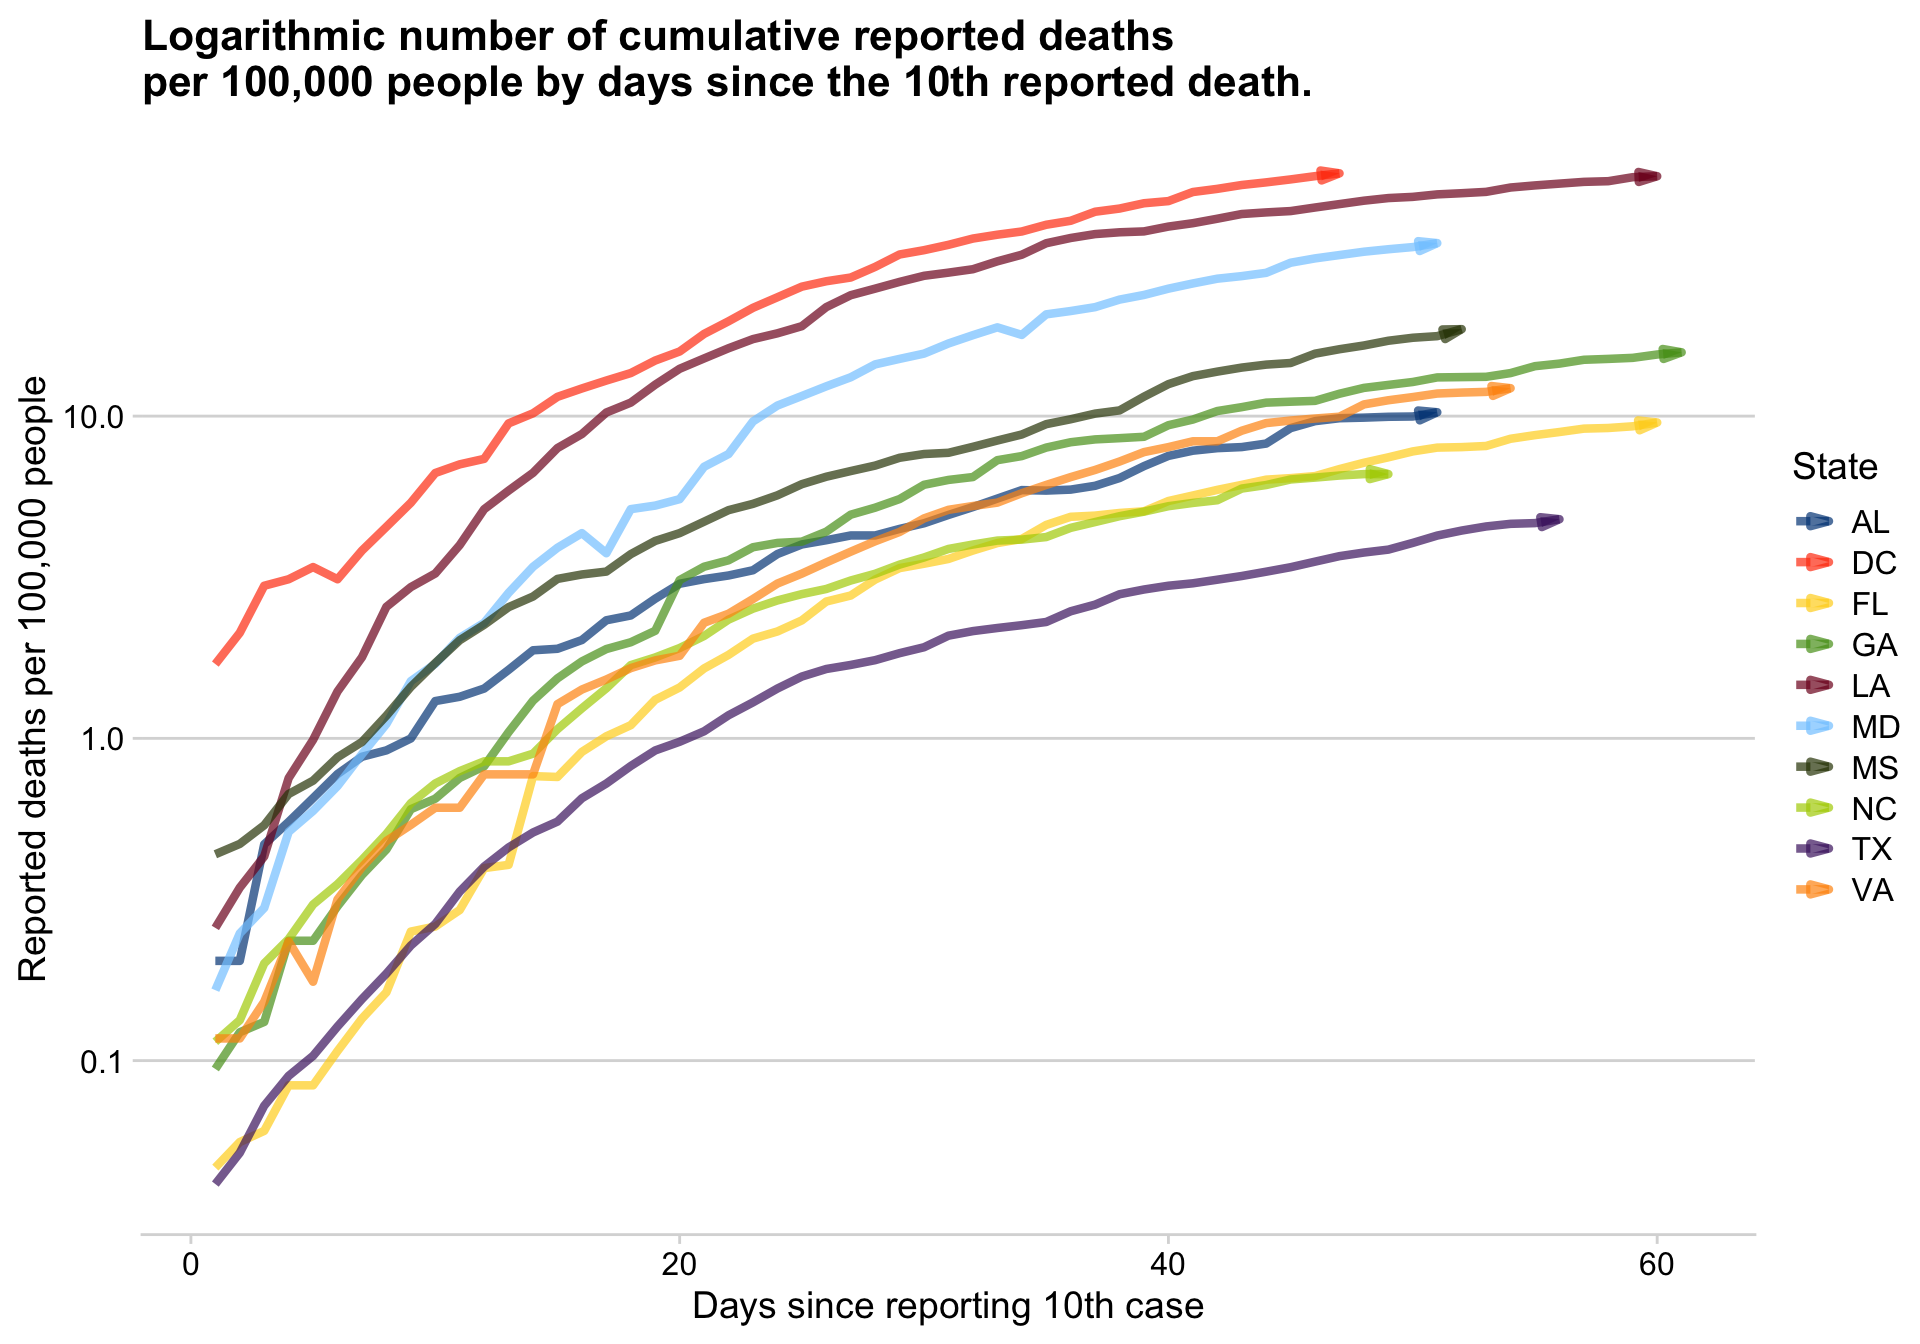 Logarithmic number of cumulative reported deaths
per 100,000 people by days since the 10th reported death.
Reported deaths per 100,000 people
10.0
1.0
0.1
0
20
40
60
Days since reporting 10th case
State
AL
DC
FL
GA
LA
MD
MS
NC
TX
VA